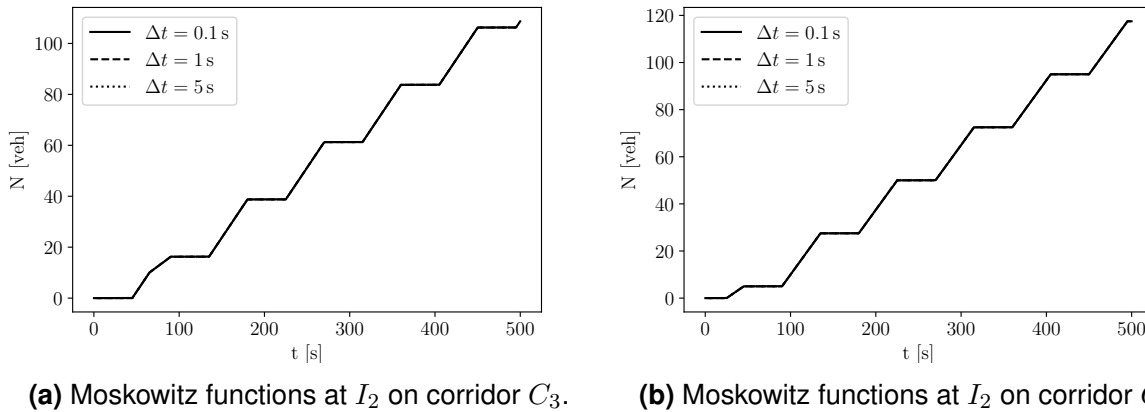 Δt = 0.1 s
Δt = 1 s
Δt = 5 s
N [veh]
100
80
60
40
20
0
0 100 200 300 400 500
t [s]
(a) Moskowitz functions at I₂ on corridor C₃.
Δt = 0.1 s
Δt = 1 s
Δt = 5 s
N [veh]
120
100
80
60
40
20
0
0 100 200 300 400 500
t [s]
(b) Moskowitz functions at I₂ on corridor